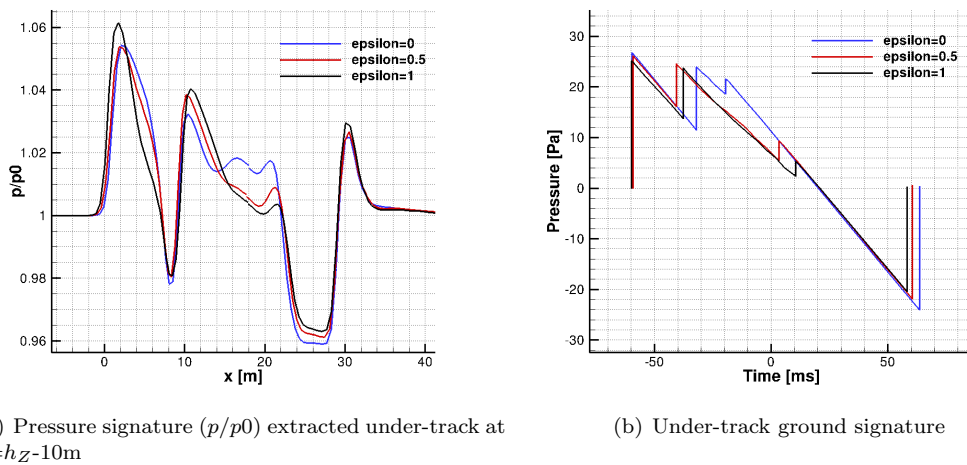 1.06
1.04
1.02
1
0.98
0.96
p/p0
epsilon=0
epsilon=0.5
epsilon=1
0
10
20
30
40
x [m]
30
20
10
0
-10
-20
-30
Pressure [Pa]
epsilon=0
epsilon=0.5
epsilon=1
-50
0
50
Time [ms]
) Pressure signature (p/p0) extracted under-track at
=hZ-10m
(b) Under-track ground signature